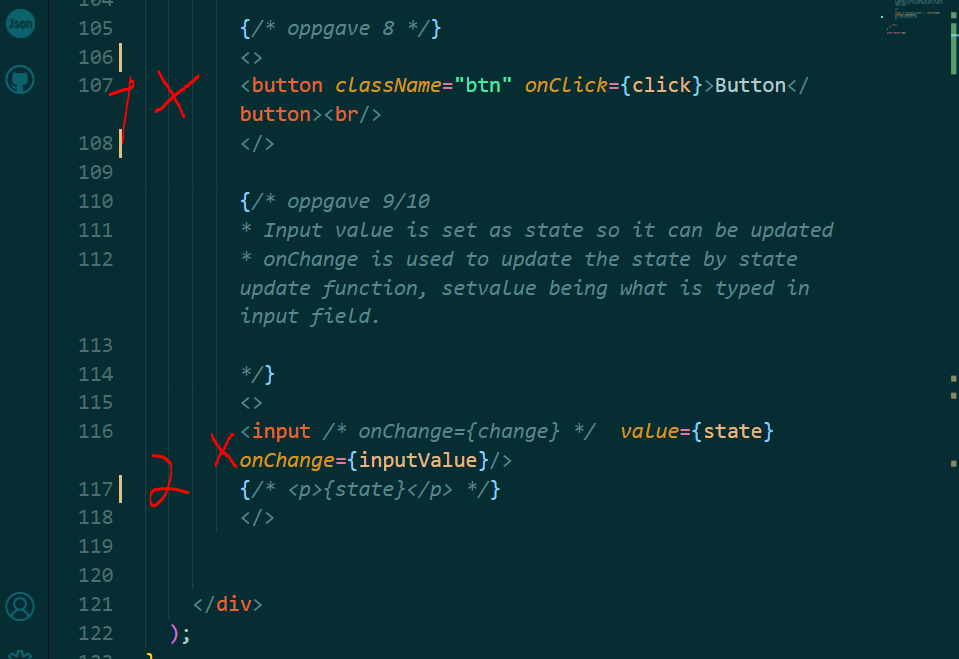 Json
104
105 {/* oppgave 8 */}
106 <>
107 <button className="btn" onClick={click}>Button</
button><br/>
108 </>
109
110 {/* oppgave 9/10
111 * Input value is set as state so it can be updated
112 * onChange is used to update the state by state
update function, setvalue being what is typed in
input field.
113
114 */}
115 <>
116 <input /* onChange={change} */ value={state}
onChange={inputValue}/>
117 {/* <p>{state}</p> */}
118 </>
119
120
121 </div>
122 );
123 }
1 X
X
2